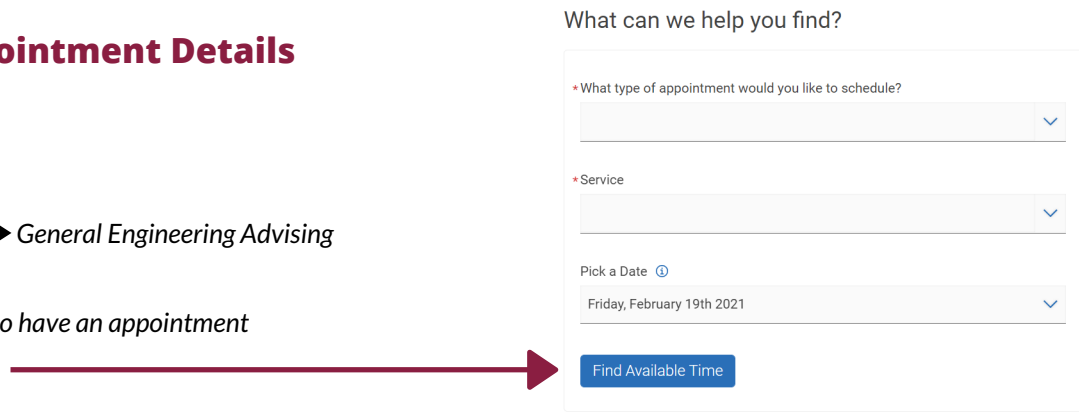 ointment Details
General Engineering Advising
o have an appointment
What can we help you find?
*What type of appointment would you like to schedule?
*Service
Pick a Date
Friday, February 19th 2021
Find Available Time